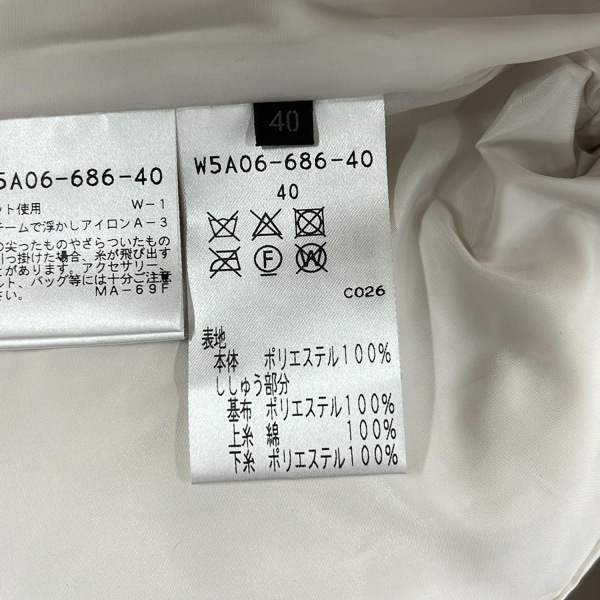 5A06-686-40
ット使用 W-1
チームで浮かしアイロンA-3
の尖ったものやざらついたもの
引っ掛けた場合、糸が飛び出す
とがあります。アクセサリー
ルト、バッグ等には十分ご注意
さい。 MA-69F
40
W5A06-686-40
40
F
W
C026
表地
本体 ポリエステル100%
ししゅう部分
基布 ポリエステル100%
上糸 綿 100%
下糸 ポリエステル100%